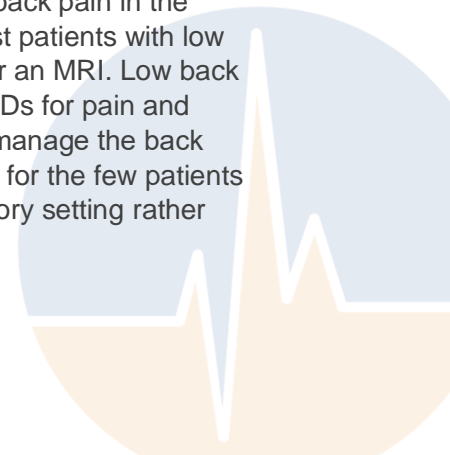 back pain in the
st patients with low
r an MRI. Low back
Ds for pain and
manage the back
for the few patients
ory setting rather